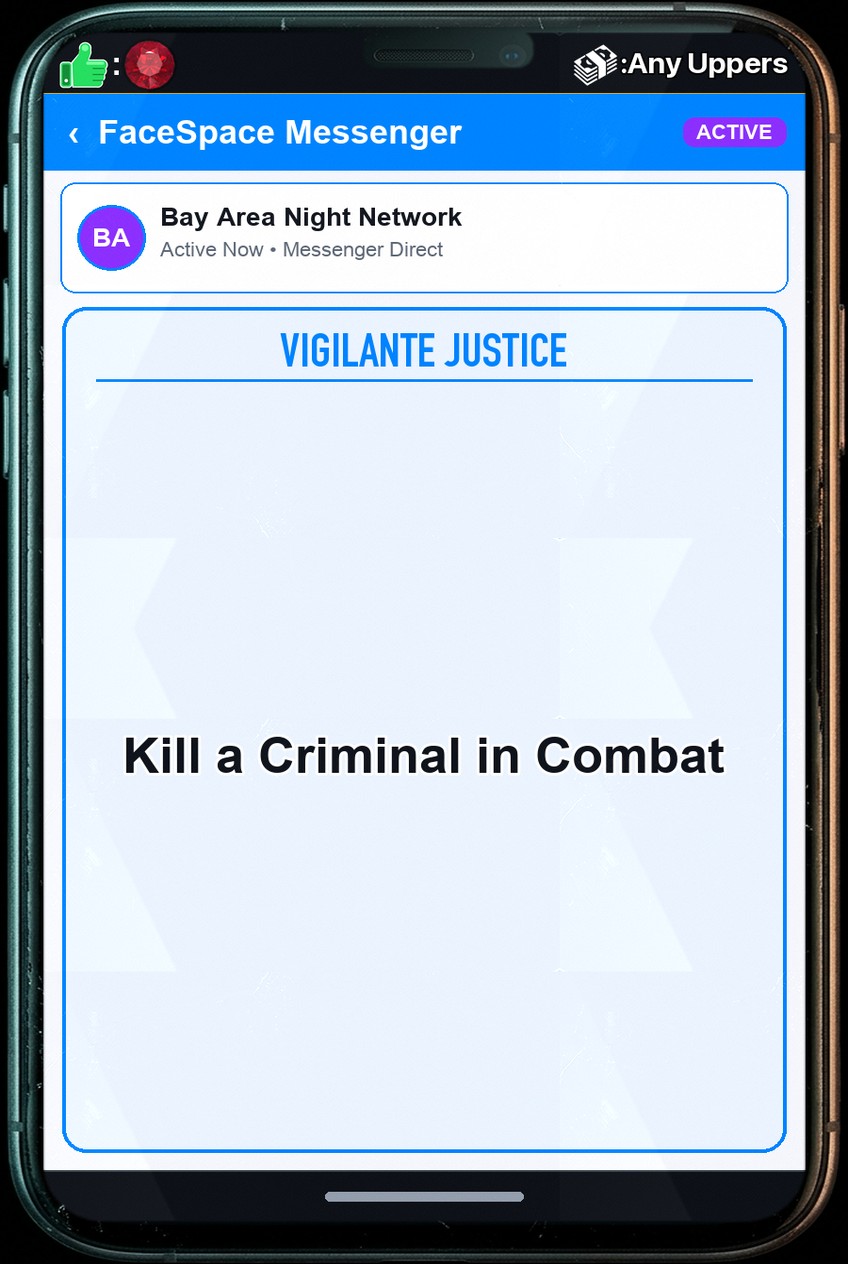 : :Any Uppers
‹ FaceSpace Messenger ACTIVE
BA Bay Area Night Network
Active Now • Messenger Direct
VIGILANTE JUSTICE
Kill a Criminal in Combat